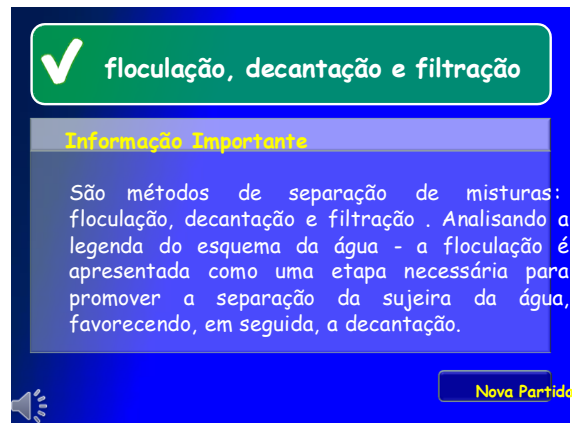 floculação, decantação e filtração
Informação Importante
São métodos de separação de misturas:
floculação, decantação e filtração . Analisando a
legenda do esquema da água - a floculação é
apresentada como uma etapa necessária para
promover a separação da sujeira da água,
favorecendo, em seguida, a decantação.
Nova Partida